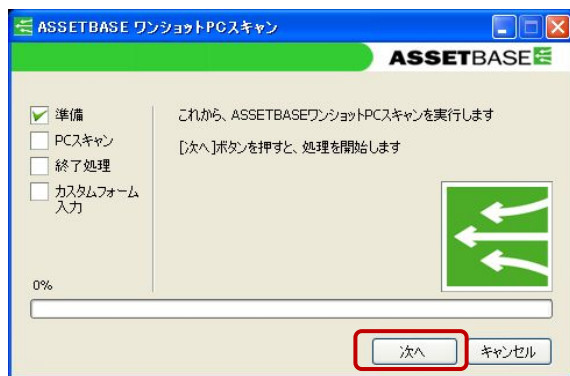 ASSETBASE ワンショットPCスキャン
ASSETBASE
準備
PCスキャン
終了処理
カスタムフォーム
入力
これから、ASSETBASEワンショットPCスキャンを実行します
[次へ]ボタンを押すと、処理を開始します
0%
次へ
キャンセル